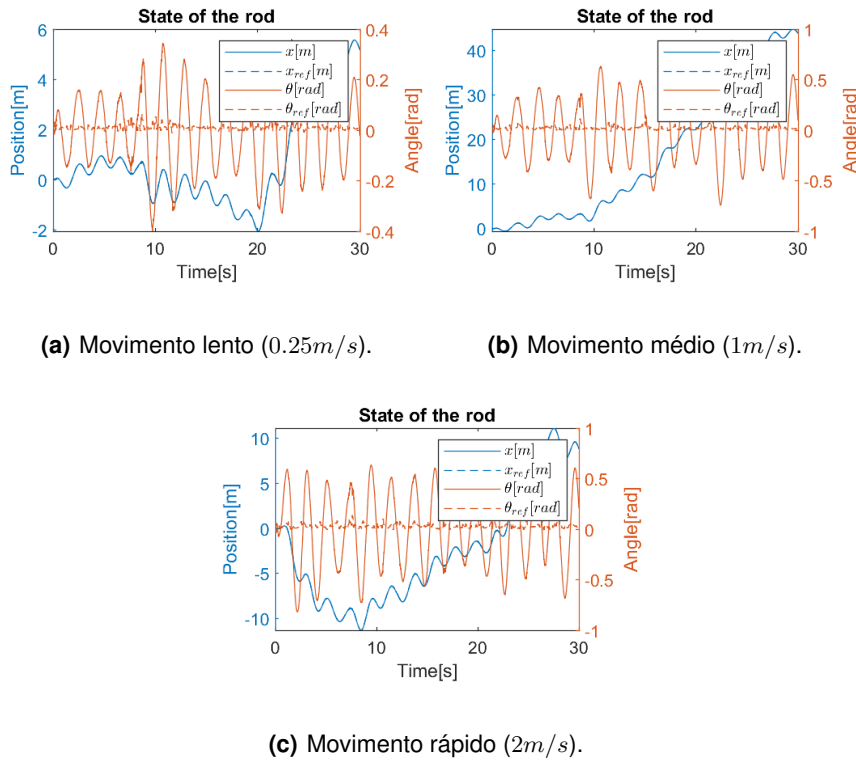 State of the rod
State of the rod
6
4
2
0
-2
Position[m]
0.4
0.2
0
-0.2
-0.4
Angle[rad]
x[m]
x_ref[m]
θ[rad]
θ_ref[rad]
0 10 20 30
Time[s]
40
30
20
10
0
Position[m]
1
0.5
0
-0.5
-1
Angle[rad]
x[m]
x_ref[m]
θ[rad]
θ_ref[rad]
0 10 20 30
Time[s]
(a) Movimento lento (0.25m/s).
(b) Movimento médio (1m/s).
State of the rod
10
5
0
-5
-10
Position[m]
1
0.5
0
-0.5
-1
Angle[rad]
x[m]
x_ref[m]
θ[rad]
θ_ref[rad]
0 10 20 30
Time[s]
(c) Movimento rápido (2m/s).